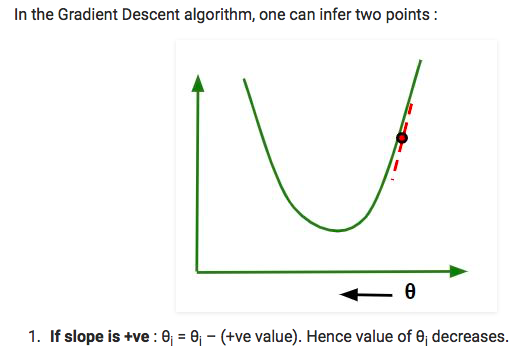 In the Gradient Descent algorithm, one can infer two points :
θ
1. If slope is +ve : θⱼ = θⱼ – (+ve value). Hence value of θⱼ decreases.